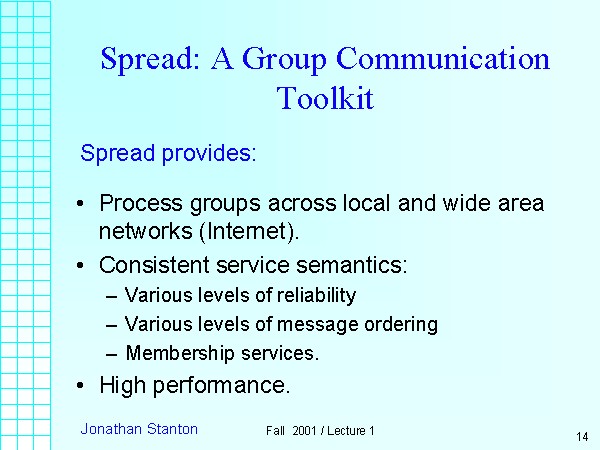 Spread: A Group Communication
Toolkit
Spread provides:
• Process groups across local and wide area
networks (Internet).
• Consistent service semantics:
– Various levels of reliability
– Various levels of message ordering
– Membership services.
• High performance.
Jonathan Stanton
Fall 2001 / Lecture 1
14